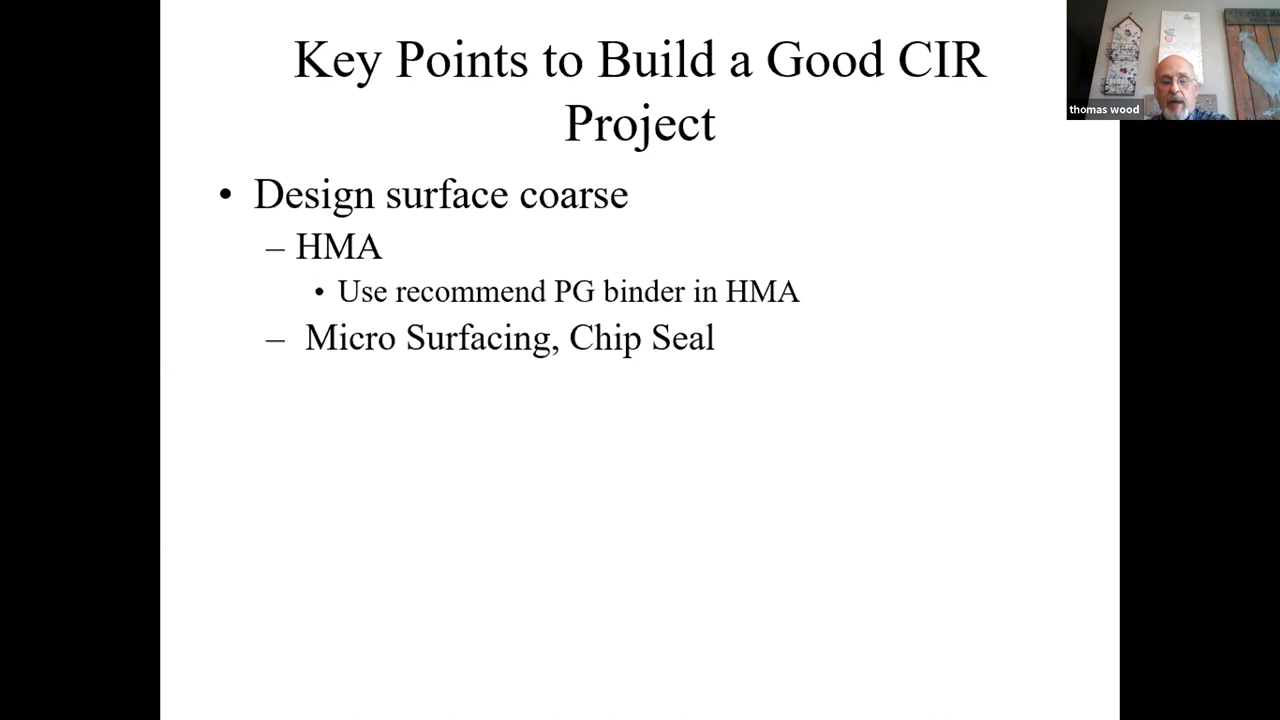 Key Points to Build a Good CIR
Project
thomas wood
• Design surface coarse
– HMA
• Use recommend PG binder in HMA
– Micro Surfacing, Chip Seal